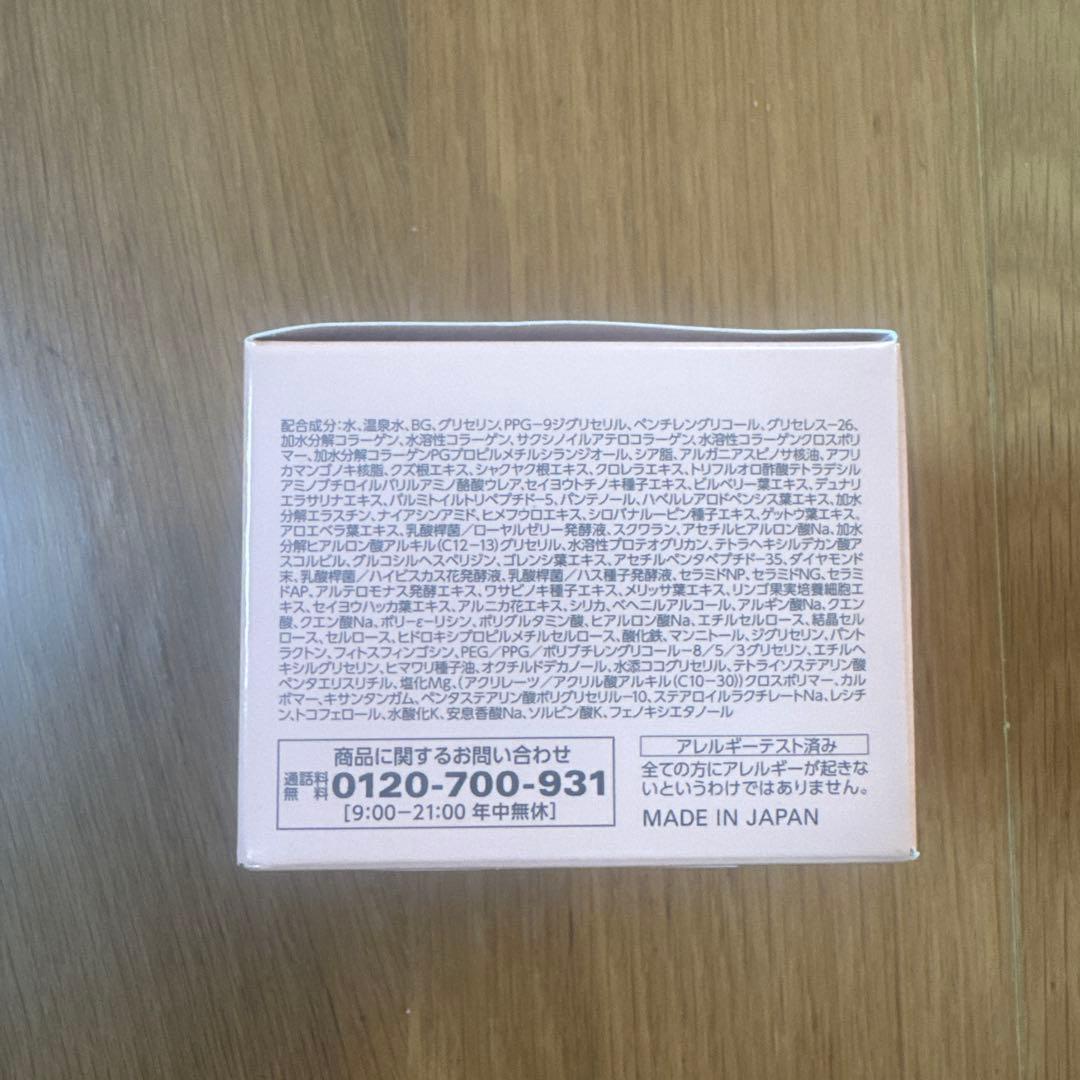 配合成分:水、温泉水、BG、グリセリン、PPG-9ジグリセリル、ペンチレングリコール、グリセレス-26、
加水分解コラーゲン、水溶性コラーゲン、サクシノイルアテロコラーゲン、水溶性コラーゲンクロスポリ
マー、加水分解コラーゲンPGプロピルメチルシランジオール、シア脂、アルガニアスピノサ核油、アフリ
カマンゴノキ核脂、クズ根エキス、シャクヤク根エキス、クロレラエキス、トリフルオロ酢酸テトラデシル
アミノブチロイルバリルアミノ酪酸ウレア、セイヨウトチノキ種子エキス、ビルベリー葉エキス、デュナリ
エラサリナエキス、パルミトイルトリペプチド-5、パンテノール、ハベルレアロドペンシス葉エキス、加水
分解エラスチン、ナイアシンアミド、ヒメフウロエキス、シロバナルーピン種子エキス、ゲットウ葉エキス、
アロエベラ葉エキス、乳酸桿菌/ローヤルゼリー発酵液、スクワラン、アセチルヒアルロン酸Na、加水
分解ヒアルロン酸アルキル(C12-13)グリセリル、水溶性プロテオグリカン、テトラヘキシルデカン酸ア
スコルビル、グルコシルヘスペリジン、ゴレンシ葉エキス、アセチルペンタペプチド-35、ダイヤモンド
末、乳酸桿菌/ハイビスカス花発酵液、乳酸桿菌/ハス種子発酵液、セラミドNP、セラミドNG、セラミ
ドAP、アルテロモナス発酵エキス、ワサビノキ種子エキス、メリッサ葉エキス、リンゴ果実培養細胞エ
キス、セイヨウハッカ葉エキス、アルニカ花エキス、シリカ、ベヘニルアルコール、アルギン酸Na、クエン
酸、クエン酸Na、ポリ-ε-リシン、ポリグルタミン酸、ヒアルロン酸Na、エチルセルロース、結晶セル
ロース、セルロース、ヒドロキシプロピルメチルセルロース、酸化鉄、マンニトール、ジグリセリン、パント
ラクトン、フィトスフィンゴシン、PEG/PPG/ポリブチレングリコール-8/5/3グリセリン、エチルヘ
キシルグリセリン、ヒマワリ種子油、オクチルドデカノール、水添ココグリセリル、テトライソステアリン酸
ペンタエリスリチル、塩化Mg、(アクリレーツ/アクリル酸アルキル(C10-30))クロスポリマー、カル
ボマー、キサンタンガム、ペンタステアリン酸ポリグリセリル-10、ステアロイルラクチレートNa、レシチ
ン、トコフェロール、水酸化K、安息香酸Na、ソルビン酸K、フェノキシエタノール
商品に関するお問い合わせ
通話料
無料 0120-700-931
[9:00-21:00 年中無休]
アレルギーテスト済み
全ての方にアレルギーが起きな
いというわけではありません。
MADE IN JAPAN